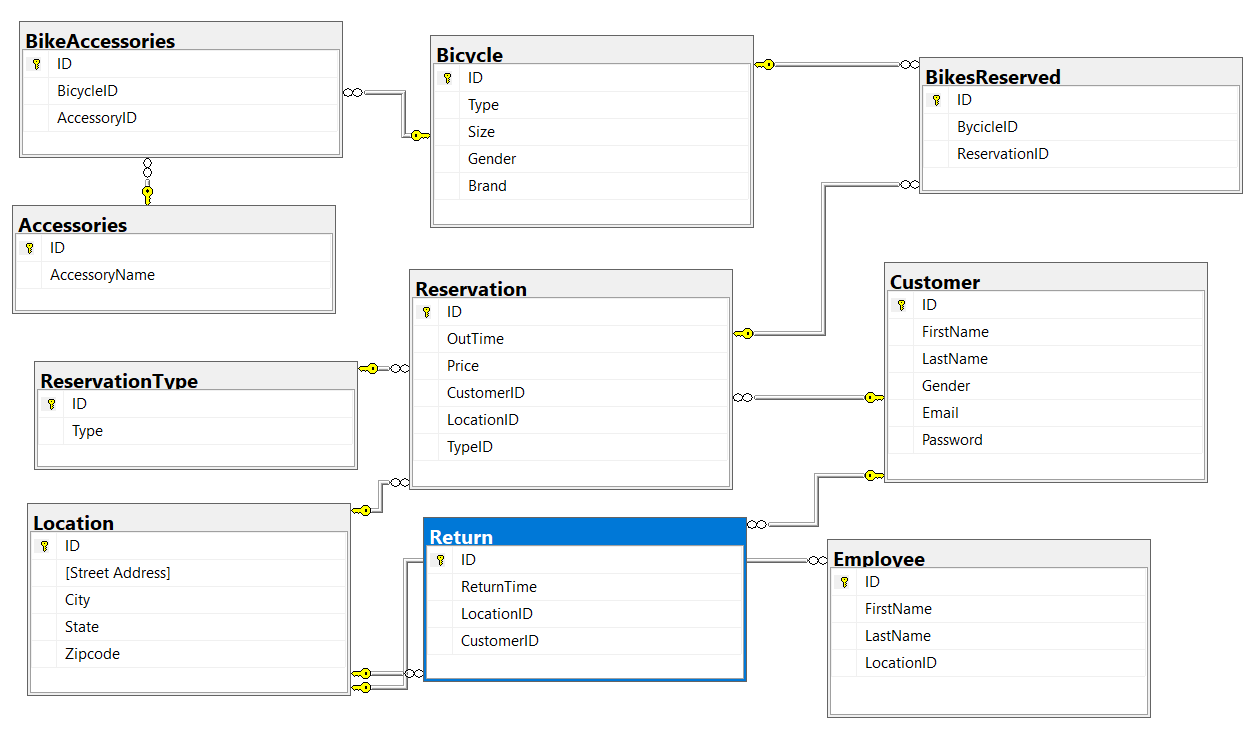 BikeAccessories
ID
BicycleID
AccessoryID
Bicycle
ID
Type
Size
Gender
Brand
BikesReserved
ID
BycicleID
ReservationID
Accessories
ID
AccessoryName
Reservation
ID
OutTime
Price
CustomerID
LocationID
TypeID
Customer
ID
FirstName
LastName
Gender
Email
Password
ReservationType
ID
Type
Location
ID
[Street Address]
City
State
Zipcode
Return
ID
ReturnTime
LocationID
CustomerID
Employee
ID
FirstName
LastName
LocationID